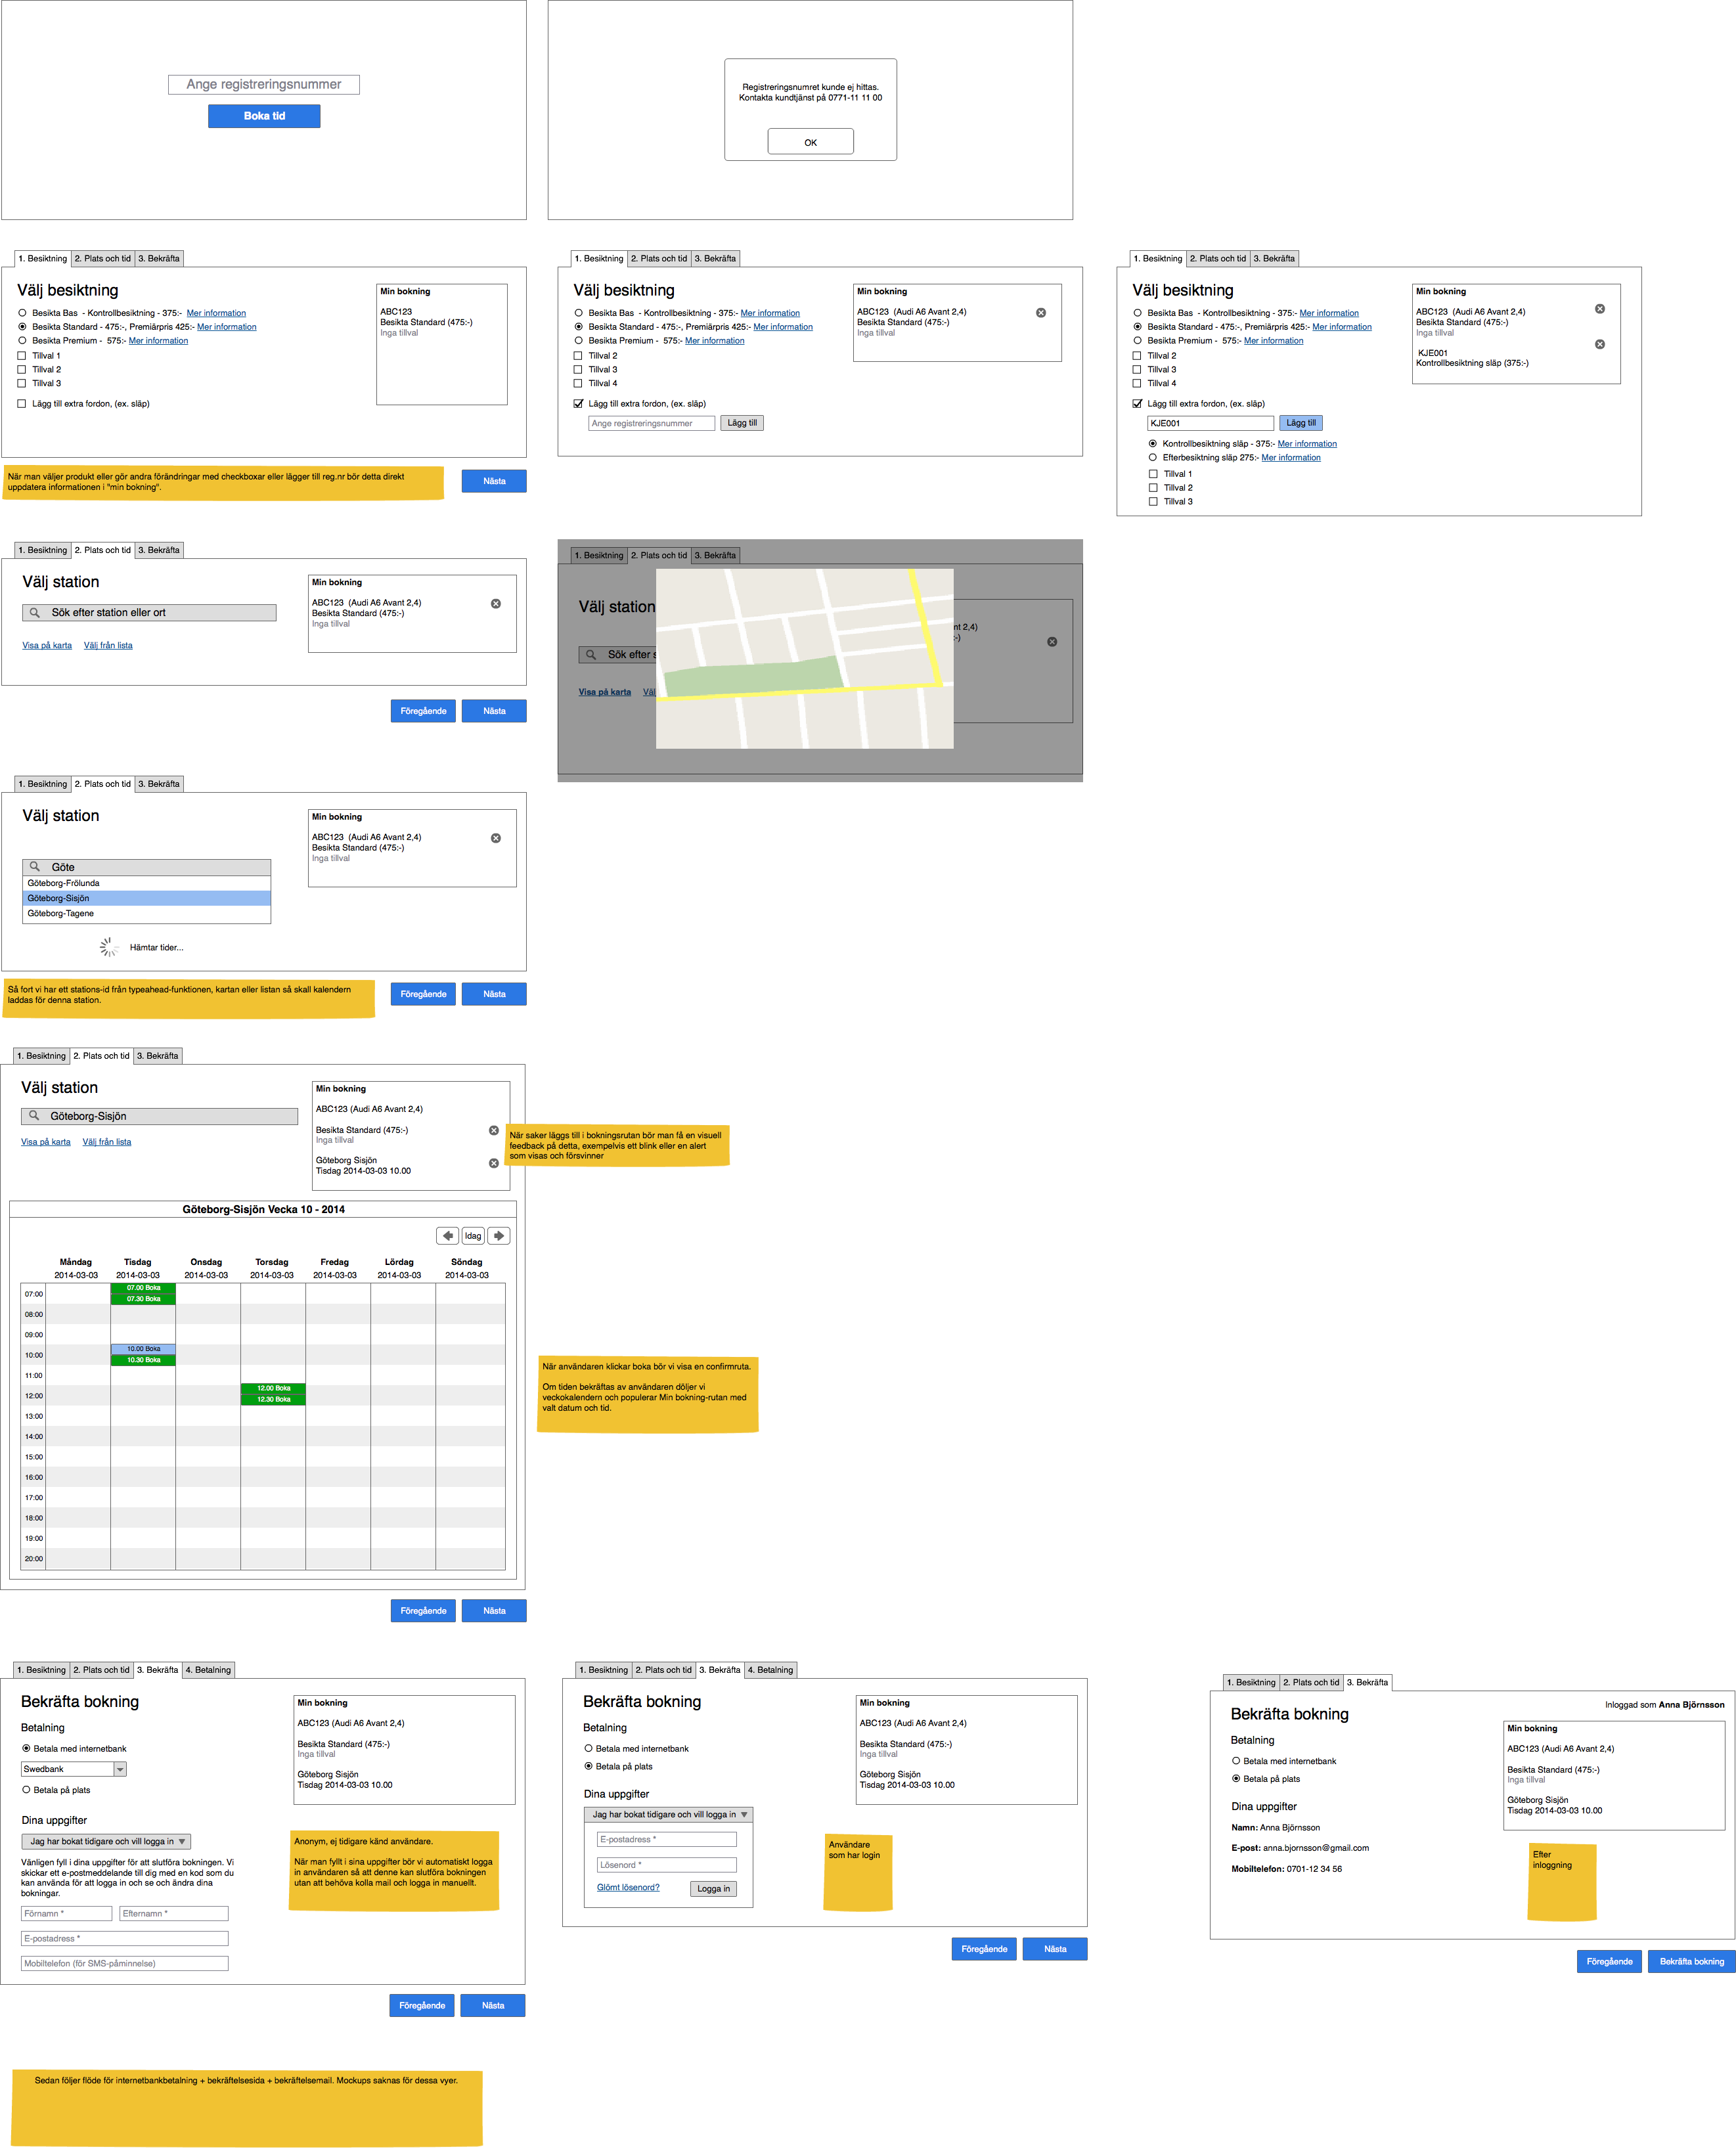 Ange registreringsnummer
Boka tid
Registreringsnumret kunde ej hittas.
Kontakta kundtjänst på 0771-11 11 00
OK
1. Besiktning 2. Plats och tid 3. Bekräfta
Välj besiktning
Besikta Bas - Kontrollbesiktning - 375:- Mer information
Besikta Standard - 475:-, Premiärpris 425:- Mer information
Besikta Premium - 575:- Mer information
Tillval 1
Tillval 2
Tillval 3
Lägg till extra fordon, (ex. släp)
Min bokning
ABC123
Besikta Standard (475:-)
Inga tillval
När man väljer produkt eller gör andra förändringar med checkboxar eller lägger till reg.nr bör detta direkt
uppdatera informationen i "min bokning".
Nästa
1. Besiktning 2. Plats och tid 3. Bekräfta
Välj besiktning
Besikta Bas - Kontrollbesiktning - 375:- Mer information
Besikta Standard - 475:-, Premiärpris 425:- Mer information
Besikta Premium - 575:- Mer information
Tillval 2
Tillval 3
Tillval 4
Lägg till extra fordon, (ex. släp)
Ange registreringsnummer Lägg till
Min bokning
ABC123 (Audi A6 Avant 2,4)
Besikta Standard (475:-)
Inga tillval
1. Besiktning 2. Plats och tid 3. Bekräfta
Välj besiktning
Besikta Bas - Kontrollbesiktning - 375:- Mer information
Besikta Standard - 475:-, Premiärpris 425:- Mer information
Besikta Premium - 575:- Mer information
Tillval 2
Tillval 3
Tillval 4
Lägg till extra fordon, (ex. släp)
KJE001 Lägg till
Kontrollbesiktning släp - 375:- Mer information
Efterbesiktning släp 275:- Mer information
Tillval 1
Tillval 2
Tillval 3
Min bokning
ABC123 (Audi A6 Avant 2,4)
Besikta Standard (475:-)
Inga tillval
KJE001
Kontrollbesiktning släp (375:-)
1. Besiktning 2. Plats och tid 3. Bekräfta
Välj station
Sök efter station eller ort
Visa på karta Välj från lista
Min bokning
ABC123 (Audi A6 Avant 2,4)
Besikta Standard (475:-)
Inga tillval
Föregående Nästa
1. Besiktning 2. Plats och tid 3. Bekräfta
Välj station
Sök efter s
Visa på karta Väl
nt 2,4)
:-)
1. Besiktning 2. Plats och tid 3. Bekräfta
Välj station
Göte
Göteborg-Frölunda
Göteborg-Sisjön
Göteborg-Tagene
Hämtar tider...
Min bokning
ABC123 (Audi A6 Avant 2,4)
Besikta Standard (475:-)
Inga tillval
Så fort vi har ett stations-id från typeahead-funktionen, kartan eller listan så skall kalendern
laddas för denna station.
Föregående Nästa
1. Besiktning 2. Plats och tid 3. Bekräfta
Välj station
Göteborg-Sisjön
Visa på karta Välj från lista
Min bokning
ABC123 (Audi A6 Avant 2,4)
Besikta Standard (475:-)
Inga tillval
Göteborg Sisjön
Tisdag 2014-03-03 10.00
När saker läggs till i bokningsrutan bör man få en visuell
feedback på detta, exempelvis ett blink eller en alert
som visas och försvinner
Göteborg-Sisjön Vecka 10 - 2014
Idag
Måndag Tisdag Onsdag Torsdag Fredag Lördag Söndag
2014-03-03 2014-03-03 2014-03-03 2014-03-03 2014-03-03 2014-03-03 2014-03-03
07.00 Boka
07:00
07.30 Boka
08:00
09:00
10.00 Boka
10:00
10.30 Boka
11:00
12.00 Boka
12:00
12.30 Boka
13:00
14:00
15:00
16:00
17:00
18:00
19:00
20:00
När användaren klickar boka bör vi visa en confirmruta.
Om tiden bekräftas av användaren döljer vi
veckokalendern och populerar Min bokning-rutan med
valt datum och tid.
Föregående Nästa
1. Besiktning 2. Plats och tid 3. Bekräfta 4. Betalning
Bekräfta bokning
Betalning
Betala med internetbank
Swedbank
Betala på plats
Dina uppgifter
Jag har bokat tidigare och vill logga in
Vänligen fyll i dina uppgifter för att slutföra bokningen. Vi
skickar ett e-postmeddelande till dig med en kod som du
kan använda för att logga in och se och ändra dina
bokningar.
Förnamn * Efternamn *
E-postadress *
Mobiltelefon (för SMS-påminnelse)
Min bokning
ABC123 (Audi A6 Avant 2,4)
Besikta Standard (475:-)
Inga tillval
Göteborg Sisjön
Tisdag 2014-03-03 10.00
Anonym, ej tidigare känd användare.
När man fyllt i sina uppgifter bör vi automatiskt logga
in användaren så att denne kan slutföra bokningen
utan att behöva kolla mail och logga in manuellt.
Föregående Nästa
1. Besiktning 2. Plats och tid 3. Bekräfta 4. Betalning
Bekräfta bokning
Betalning
Betala med internetbank
Betala på plats
Dina uppgifter
Jag har bokat tidigare och vill logga in
E-postadress *
Lösenord *
Glömt lösenord? Logga in
Min bokning
ABC123 (Audi A6 Avant 2,4)
Besikta Standard (475:-)
Inga tillval
Göteborg Sisjön
Tisdag 2014-03-03 10.00
Användare
som har login
Föregående Nästa
1. Besiktning 2. Plats och tid 3. Bekräfta
Inloggad som Anna Björnsson
Bekräfta bokning
Betalning
Betala med internetbank
Betala på plats
Dina uppgifter
Namn: Anna Björnsson
E-post: anna.bjornsson@gmail.com
Mobiltelefon: 0701-12 34 56
Min bokning
ABC123 (Audi A6 Avant 2,4)
Besikta Standard (475:-)
Inga tillval
Göteborg Sisjön
Tisdag 2014-03-03 10.00
Efter
inloggning
Föregående Bekräfta bokning
Sedan följer flöde för internetbankbetalning + bekräftelsesida + bekräftelsemail. Mockups saknas för dessa vyer.